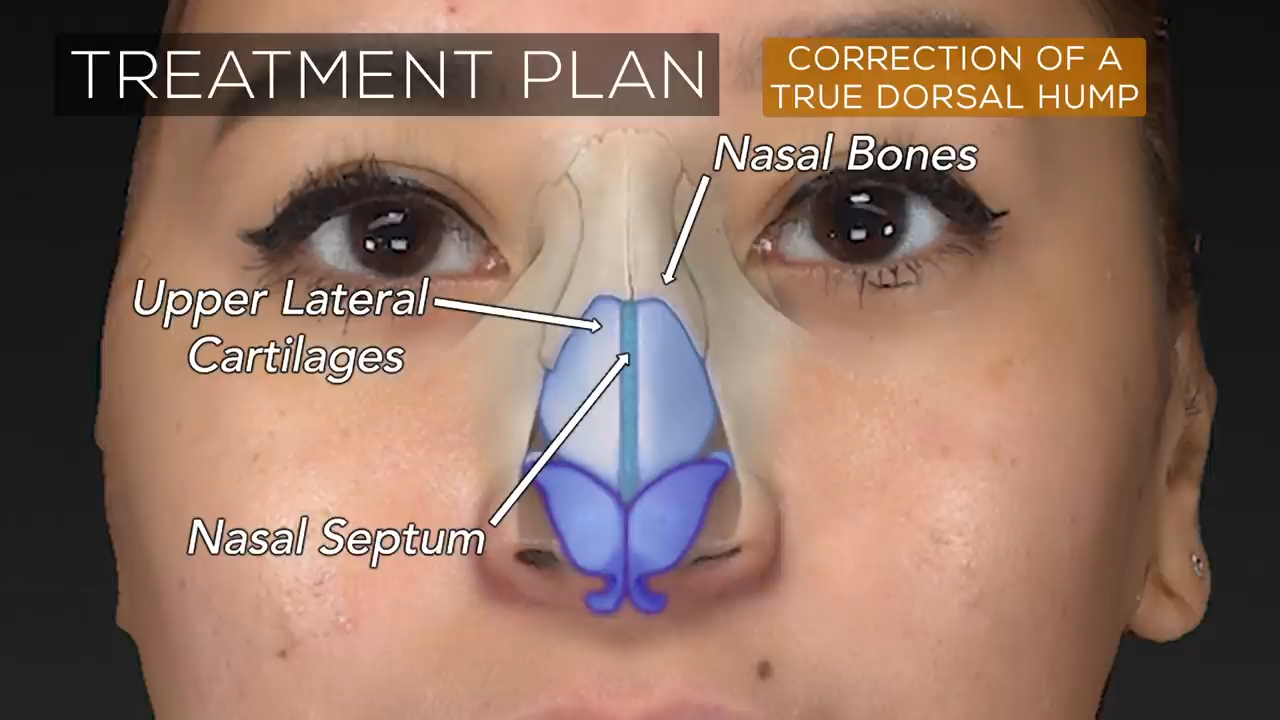 TREATMENT PLAN
CORRECTION OF A
TRUE DORSAL HUMP
Nasal Bones
Upper Lateral
Cartilages
Nasal Septum